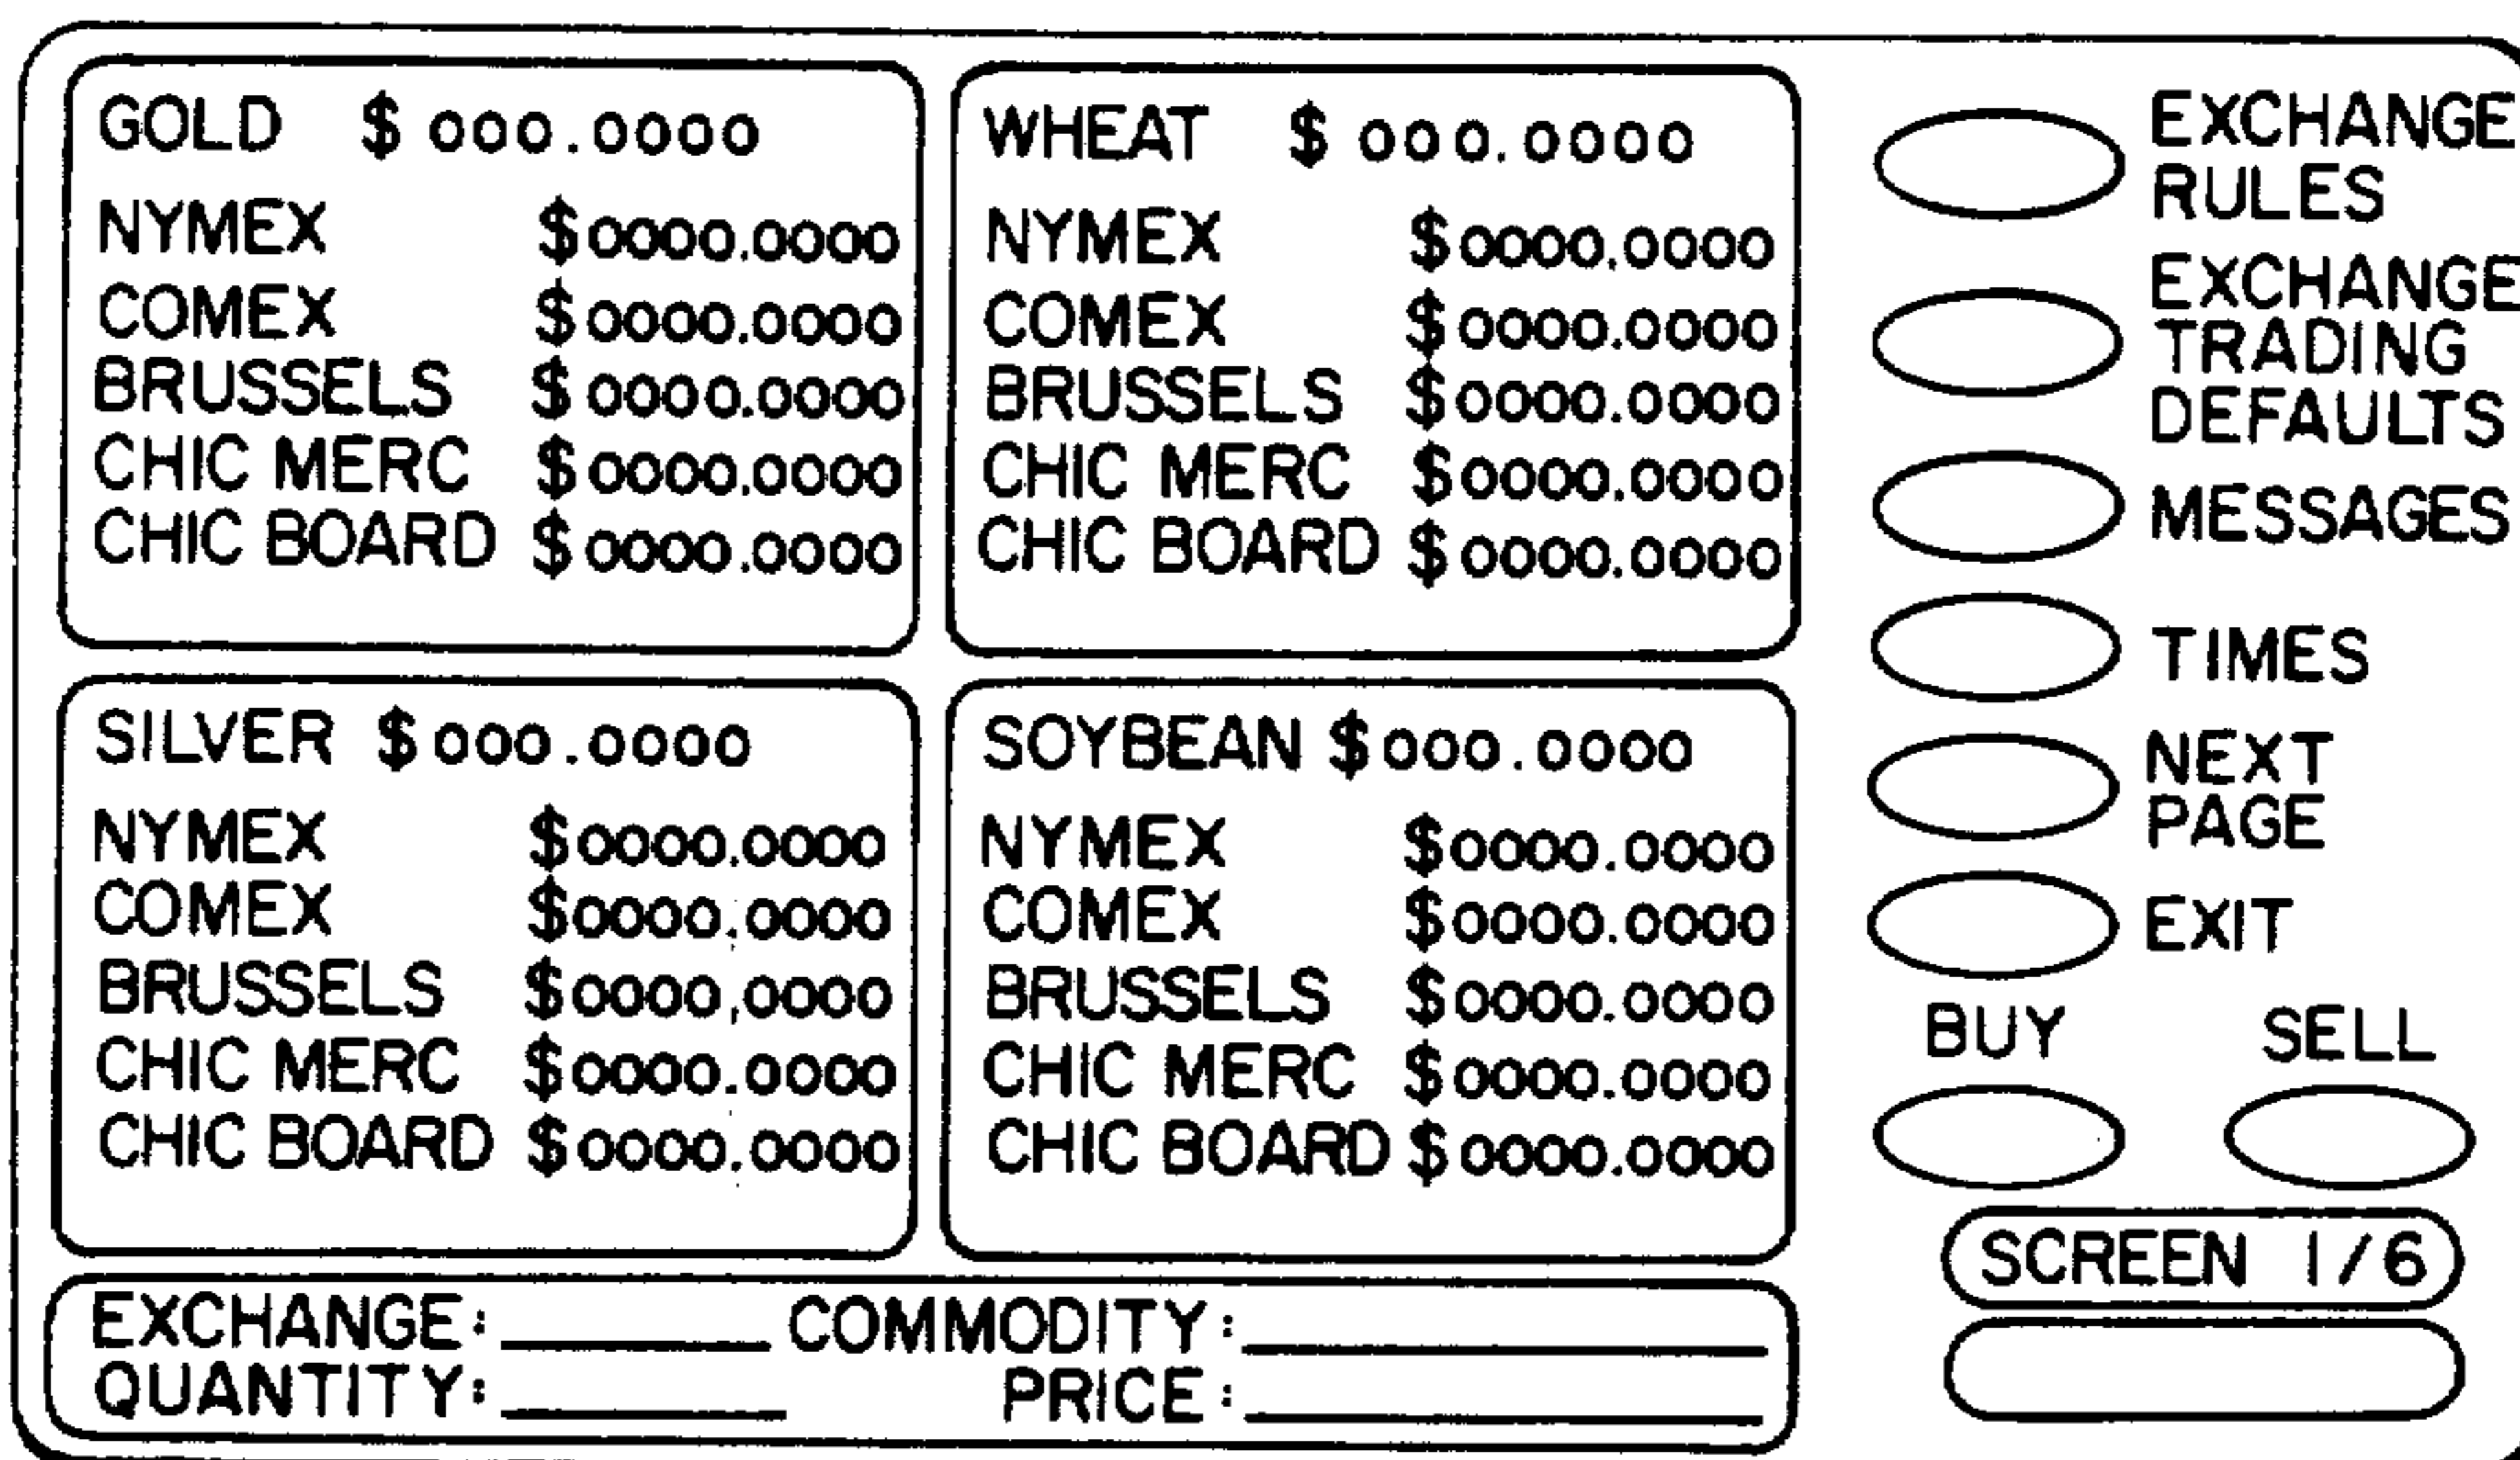 GOLD $ 000.0000
NYMEX $0000.0000
COMEX $0000.0000
BRUSSELS $0000.0000
CHIC MERC $0000.0000
CHIC BOARD $0000.0000
WHEAT $ 000.0000
NYMEX $0000.0000
COMEX $0000.0000
BRUSSELS $0000.0000
CHIC MERC $0000.0000
CHIC BOARD $0000.0000
SILVER $000.0000
NYMEX $0000.0000
COMEX $0000.0000
BRUSSELS $0000.0000
CHIC MERC $0000.0000
CHIC BOARD $0000.0000
SOYBEAN $000.0000
NYMEX $0000.0000
COMEX $0000.0000
BRUSSELS $0000.0000
CHIC MERC $0000.0000
CHIC BOARD $0000.0000
EXCHANGE: COMMODITY:
QUANTITY: PRICE:
EXCHANGE
RULES
EXCHANGE
TRADING
DEFAULTS
MESSAGES
TIMES
NEXT
PAGE
EXIT
BUY SELL
SCREEN 1/6